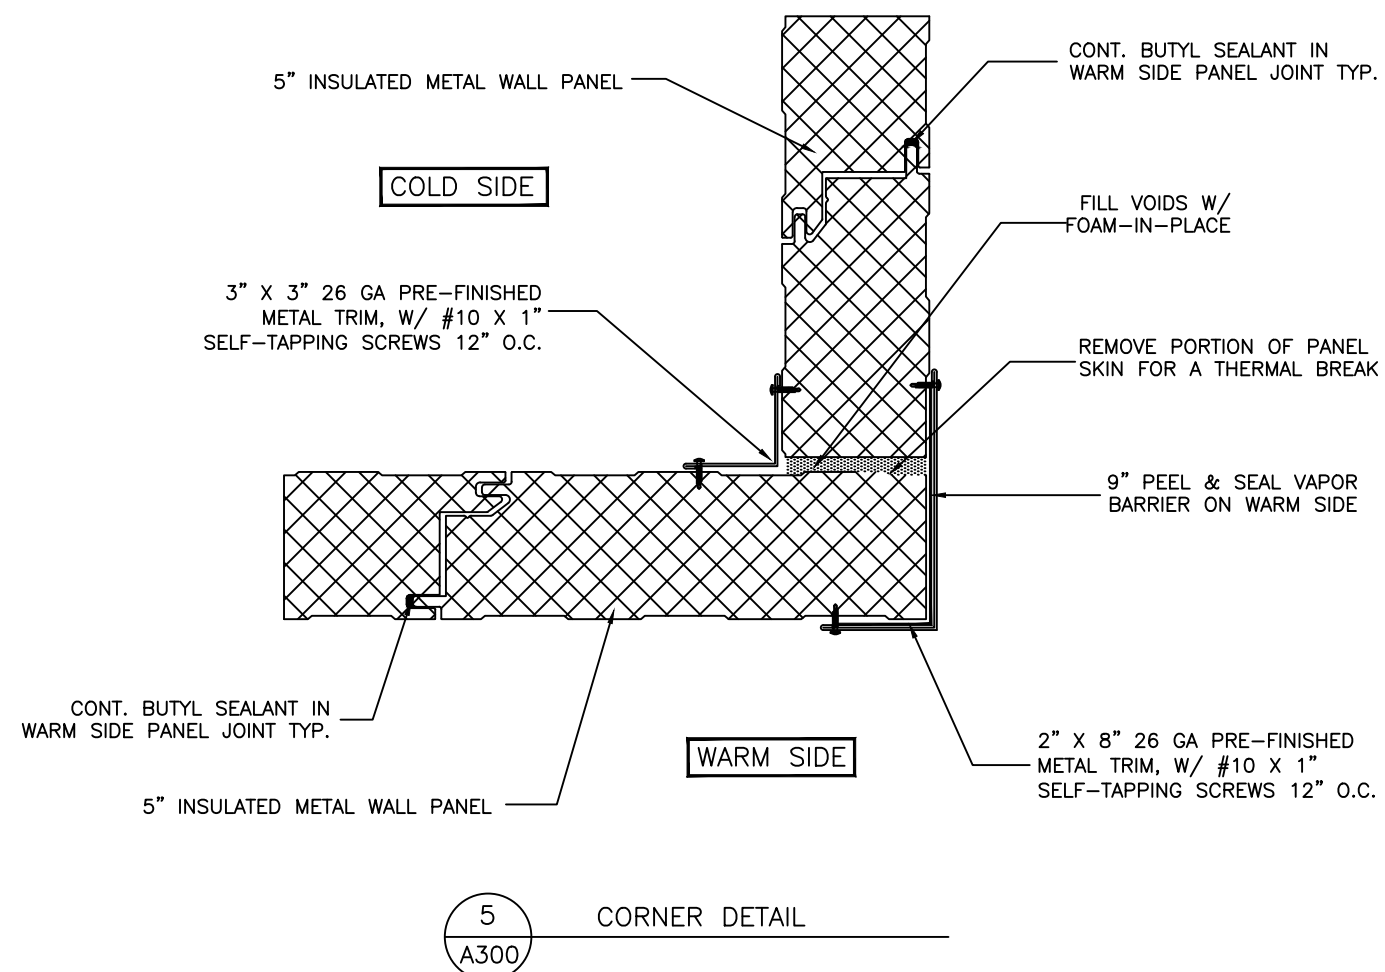 5” INSULATED METAL WALL PANEL
CONT. BUTYL SEALANT IN
WARM SIDE PANEL JOINT TYP.
COLD SIDE
FILL VOIDS W/
FOAM-IN-PLACE
3” X 3” 26 GA PRE-FINISHED
METAL TRIM, W/ #10 X 1”
SELF-TAPPING SCREWS 12” O.C.
REMOVE PORTION OF PANEL
SKIN FOR A THERMAL BREAK
9” PEEL & SEAL VAPOR
BARRIER ON WARM SIDE
CONT. BUTYL SEALANT IN
WARM SIDE PANEL JOINT TYP.
WARM SIDE
2” X 8” 26 GA PRE-FINISHED
METAL TRIM, W/ #10 X 1”
SELF-TAPPING SCREWS 12” O.C.
5” INSULATED METAL WALL PANEL
5
CORNER DETAIL
A300